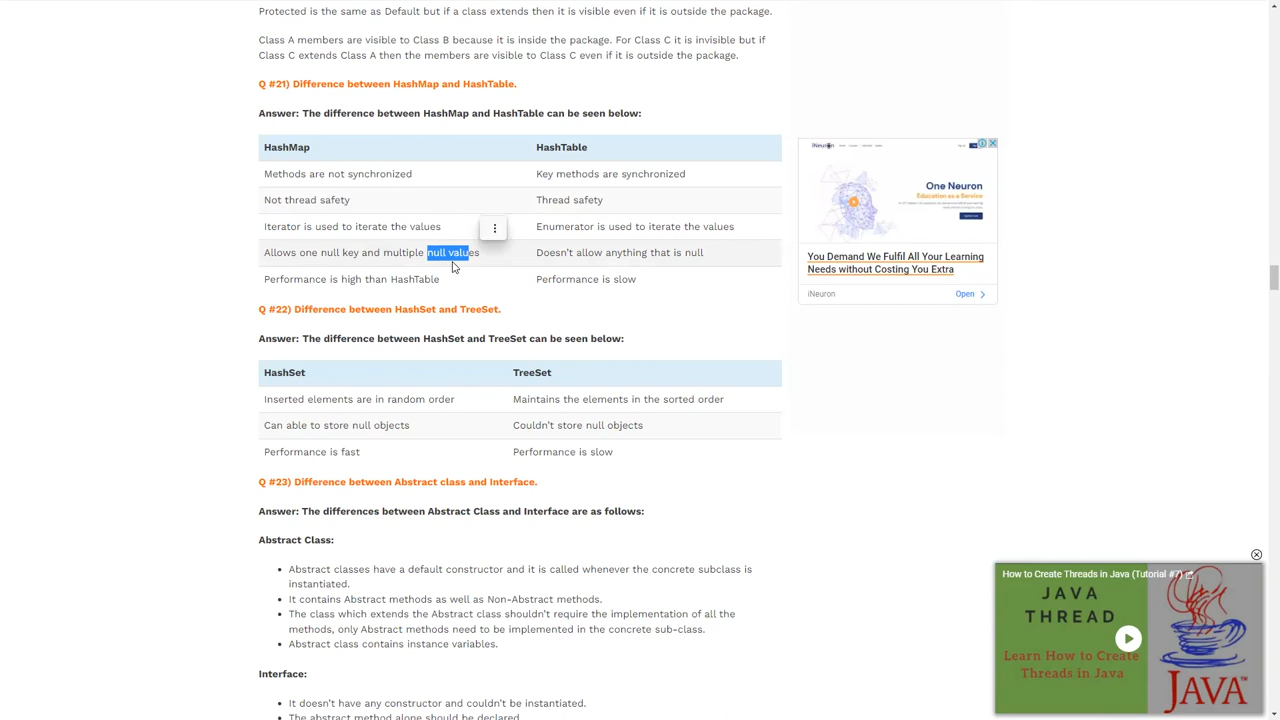 Protected is the same as Default but if a class extends then it is visible even if it is outside the package.
Class A members are visible to Class B because it is inside the package. For Class C it is invisible but if
Class C extends Class A then the members are visible to Class C even if it is outside the package.
Q #21) Difference between HashMap and HashTable.
Answer: The difference between HashMap and HashTable can be seen below:
HashMap HashTable
Methods are not synchronized Key methods are synchronized
Not thread safety Thread safety
Iterator is used to iterate the values Enumerator is used to iterate the values
Allows one null key and multiple null values Doesn't allow anything that is null
Performance is high than HashTable Performance is slow
Q #22) Difference between HashSet and TreeSet.
Answer: The difference between HashSet and TreeSet can be seen below:
HashSet TreeSet
Inserted elements are in random order Maintains the elements in the sorted order
Can able to store null objects Couldn't store null objects
Performance is fast Performance is slow
Q #23) Difference between Abstract class and Interface.
Answer: The differences between Abstract Class and Interface are as follows:
Abstract Class:
• Abstract classes have a default constructor and it is called whenever the concrete subclass is
instantiated.
• It contains Abstract methods as well as Non-Abstract methods.
• The class which extends the Abstract class shouldn't require the implementation of all the
methods, only Abstract methods need to be implemented in the concrete sub-class.
• Abstract class contains instance variables.
Interface:
• It doesn't have any constructor and couldn't be instantiated.
• The abstract method alone should be declared.
iNeuron
One Neuron
Education as a Service
You Demand We Fulfil All Your Learning
Needs without Costing You Extra
iNeuron Open
How to Create Threads in Java (Tutorial #7)
JAVA
THREAD
Learn How to Create
Threads in Java
JAVA